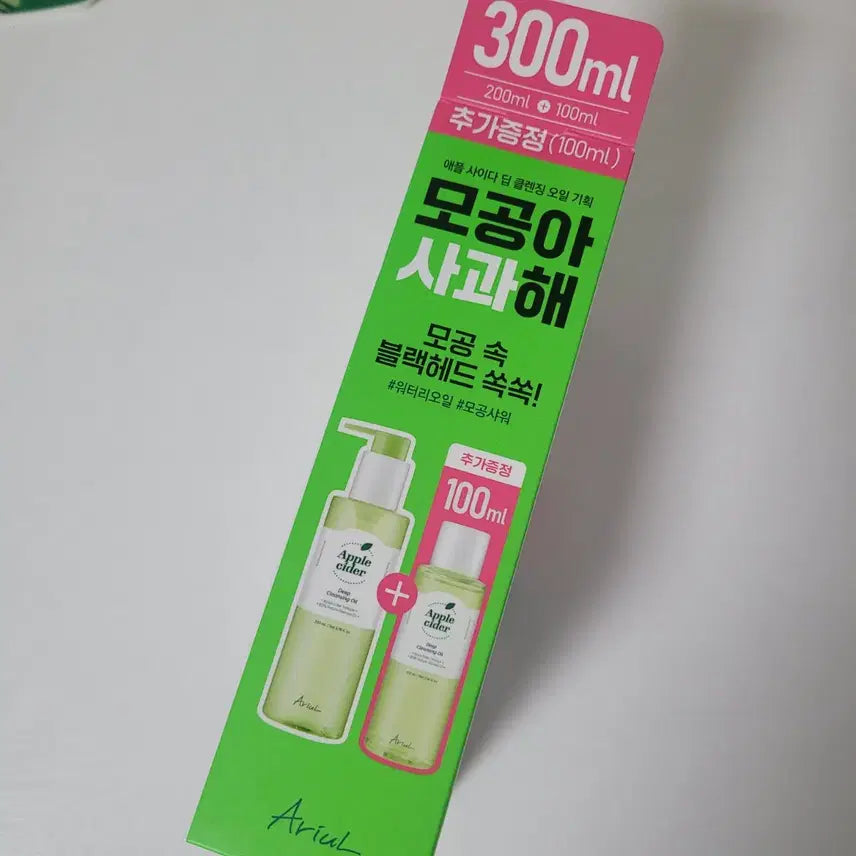 300ml
200ml + 100ml
추가증정(100ml)
애플 사이다 딥 클렌징 오일 기획
모공아
사과해
모공 속
블랙헤드 쏙쏙!
#워터리오일 #모공샤워
추가증정
100ml
Apple
cider
Deep
Cleansing Oil
Ariul
+
Apple
cider
Deep
Cleansing Oil
Ariul
Ariul